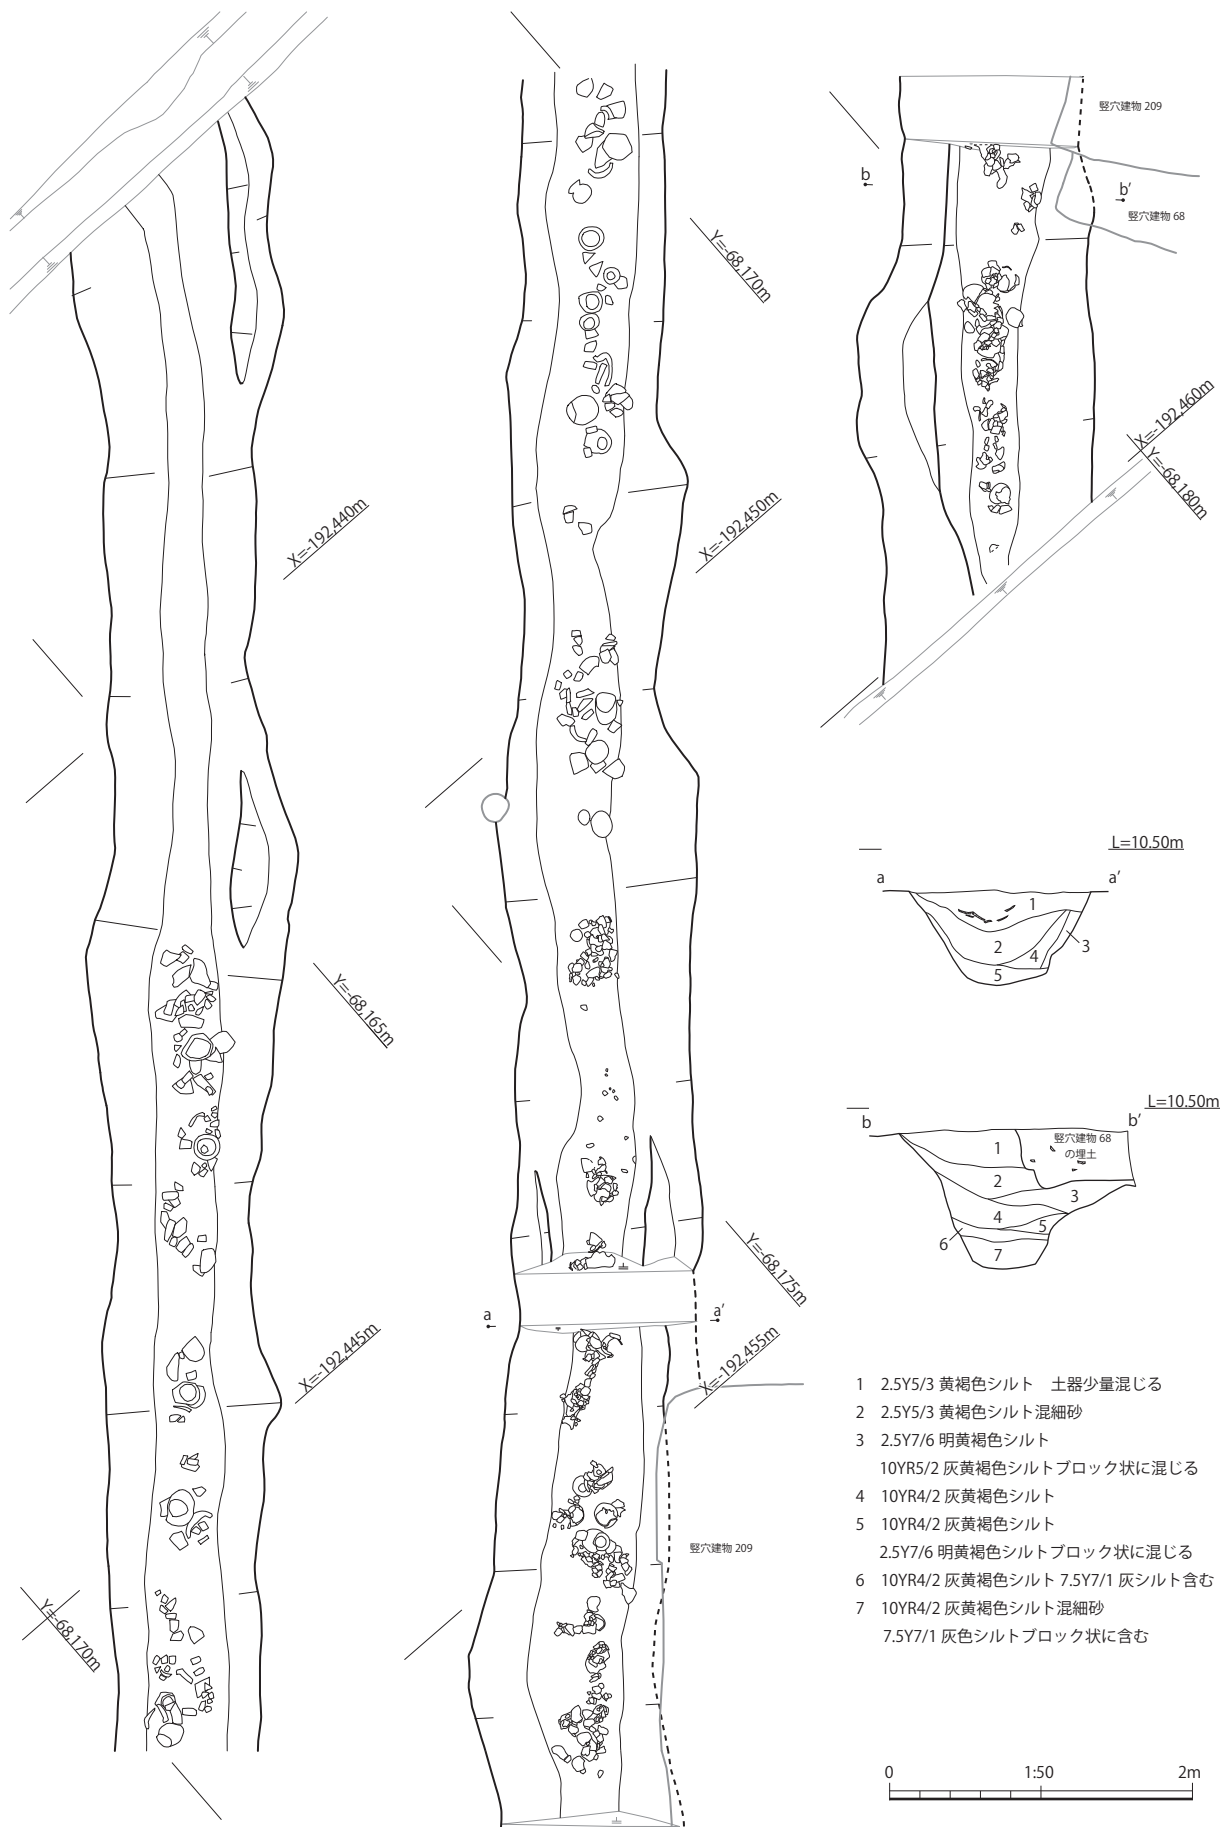 竪穴建物 209
b
b'
竪穴建物 68
Y=-68,170m
X=-192,460m
Y=-68,180m
X=-192,440m
X=-192,450m
L=10.50m
a
a'
1
2
3
4
5
Y=-68,165m
L=10.50m
b
b'
竪穴建物 68
の埋土
1
2
3
4
5
6
7
Y=-68,175m
a
a'
X=-192,445m
X=-192,455m
竪穴建物 209
Y=-68,170m
1 2.5Y5/3 黄褐色シルト 土器少量混じる
2 2.5Y5/3 黄褐色シルト混細砂
3 2.5Y7/6 明黄褐色シルト
10YR5/2 灰黄褐色シルトブロック状に混じる
4 10YR4/2 灰黄褐色シルト
5 10YR4/2 灰黄褐色シルト
2.5Y7/6 明黄褐色シルトブロック状に混じる
6 10YR4/2 灰黄褐色シルト 7.5Y7/1 灰シルト含む
7 10YR4/2 灰黄褐色シルト混細砂
7.5Y7/1 灰色シルトブロック状に含む
0 1:50 2m